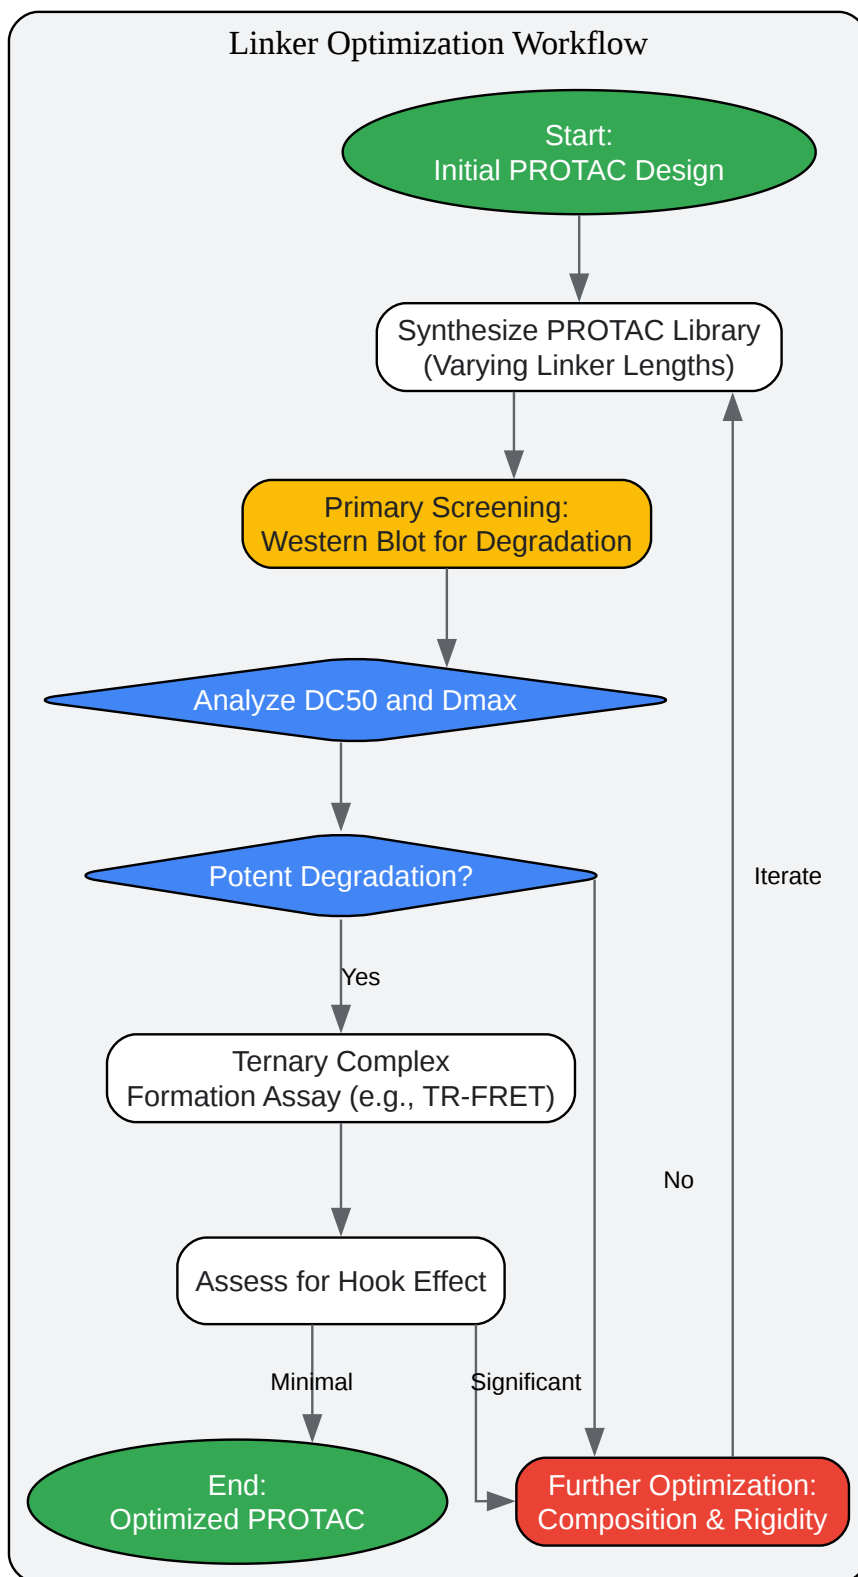 Linker Optimization Workflow
Start:
Initial PROTAC Design
Synthesize PROTAC Library
(Varying Linker Lengths)
Primary Screening:
Western Blot for Degradation
Analyze DC50 and Dmax
Potent Degradation?
Iterate
Yes
Ternary Complex
Formation Assay (e.g., TR-FRET)
No
Assess for Hook Effect
Minimal
Significant
End:
Optimized PROTAC
Further Optimization:
Composition & Rigidity